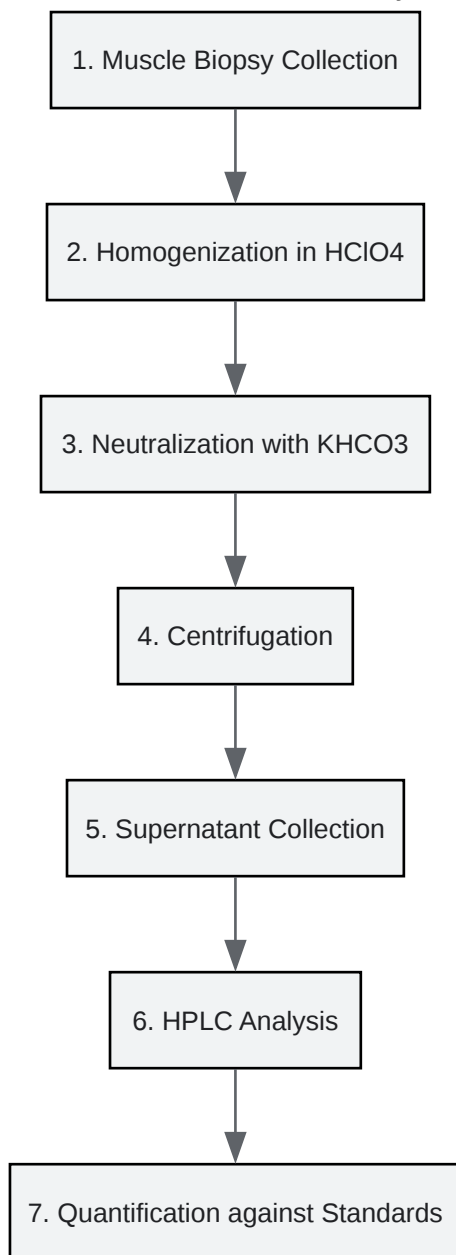 1. Muscle Biopsy Collection
2. Homogenization in HClO4
3. Neutralization with KHCO3
4. Centrifugation
5. Supernatant Collection
6. HPLC Analysis
7. Quantification against Standards